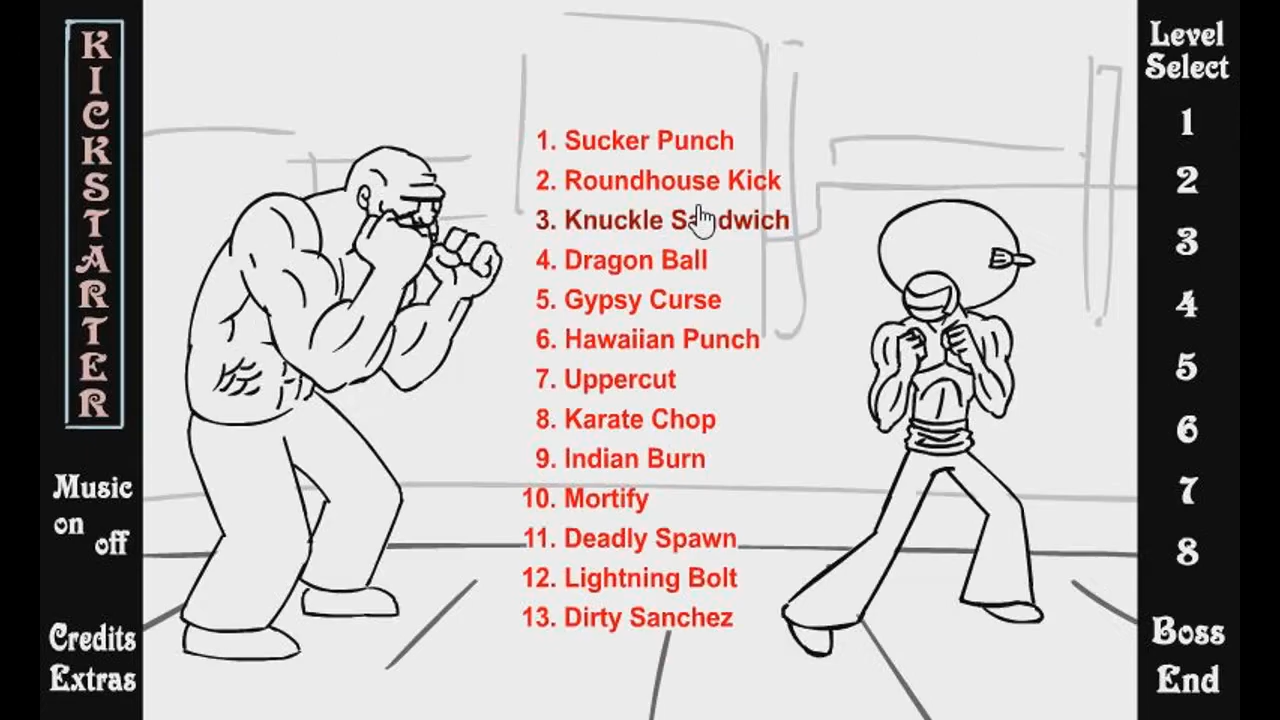 KICKSTARTER
Music
on
off
Credits
Extras
1. Sucker Punch
2. Roundhouse Kick
3. Knuckle Sandwich
4. Dragon Ball
5. Gypsy Curse
6. Hawaiian Punch
7. Uppercut
8. Karate Chop
9. Indian Burn
10. Mortify
11. Deadly Spawn
12. Lightning Bolt
13. Dirty Sanchez
Level
Select
1
2
3
4
5
6
7
8
Boss
End